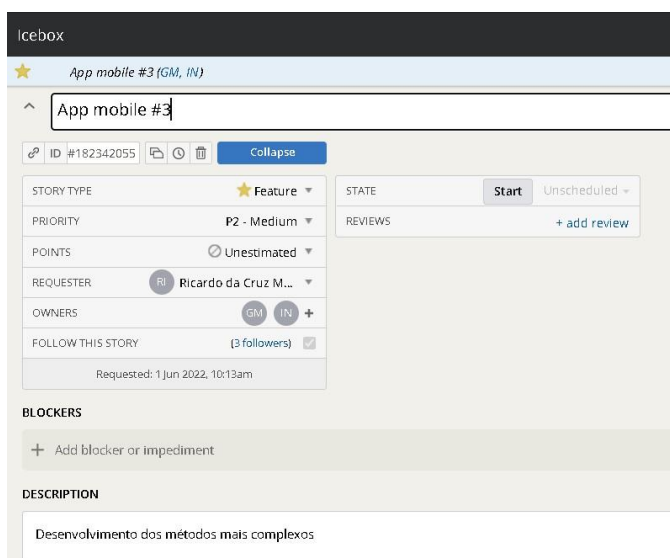 Icebox
App mobile #3 (GM, IN)
App mobile #3
ID #182342055 Collapse
STORY TYPE Feature
PRIORITY P2 - Medium
POINTS Unestimated
REQUESTER RI Ricardo da Cruz M...
OWNERS GM IN +
FOLLOW THIS STORY (3 followers)
Requested: 1 Jun 2022, 10:13am
STATE Start Unscheduled
REVIEWS + add review
BLOCKERS
+ Add blocker or impediment
DESCRIPTION
Desenvolvimento dos métodos mais complexos